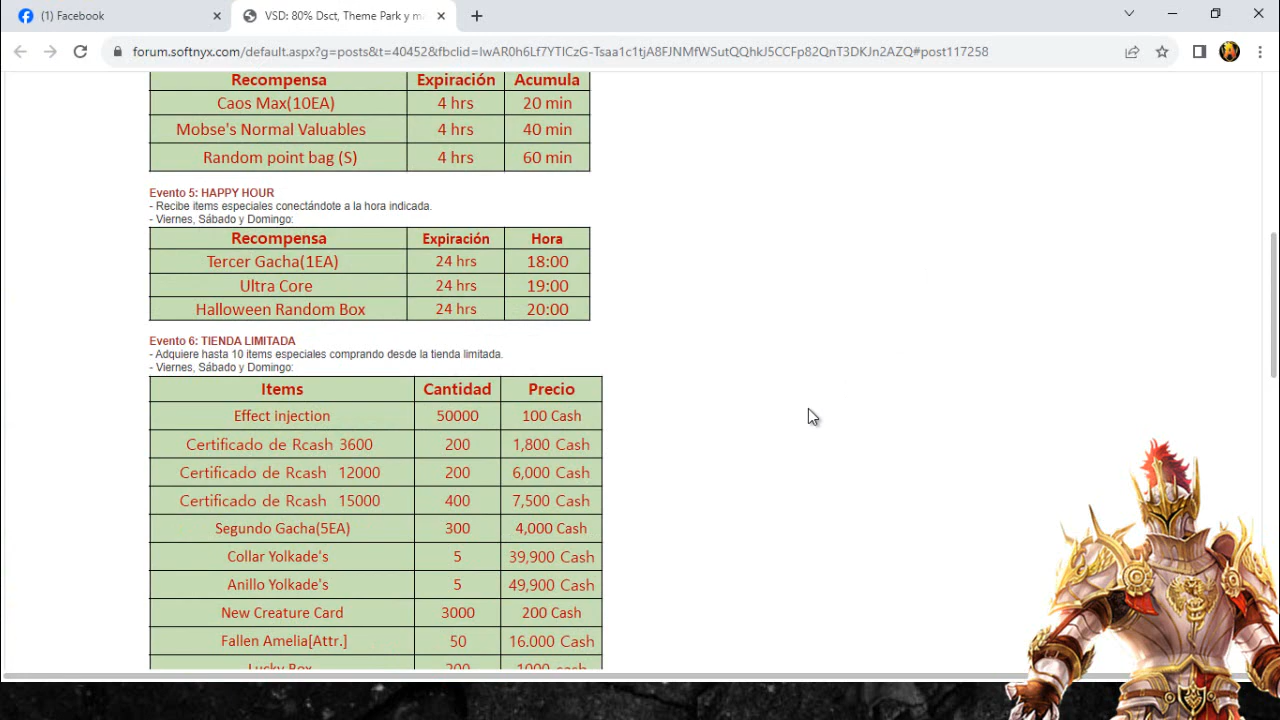 (1) Facebook
VSD: 80% Dsct, Theme Park y m
forum.softnyx.com/default.aspx?g=posts&t=40452&fbclid=IwAR0h6Lf7YTlCzG-Tsaa1c1tjA8FJNMfWSutQQhkJ5CCFp82QnT3DKJn2AZQ#post117258
Recompensa Expiración Acumula
Caos Max(10EA) 4 hrs 20 min
Mobse's Normal Valuables 4 hrs 40 min
Random point bag (S) 4 hrs 60 min
Evento 5: HAPPY HOUR
- Recibe items especiales conectándote a la hora indicada.
- Viernes, Sábado y Domingo:
Recompensa Expiración Hora
Tercer Gacha(1EA) 24 hrs 18:00
Ultra Core 24 hrs 19:00
Halloween Random Box 24 hrs 20:00
Evento 6: TIENDA LIMITADA
- Adquiere hasta 10 items especiales comprando desde la tienda limitada.
- Viernes, Sábado y Domingo:
Items Cantidad Precio
Effect injection 50000 100 Cash
Certificado de Rcash 3600 200 1,800 Cash
Certificado de Rcash 12000 200 6,000 Cash
Certificado de Rcash 15000 400 7,500 Cash
Segundo Gacha(5EA) 300 4,000 Cash
Collar Yolkade's 5 39,900 Cash
Anillo Yolkade's 5 49,900 Cash
New Creature Card 3000 200 Cash
Fallen Amelia[Attr.] 50 16.000 Cash
Lucky Box 200 1000 cash